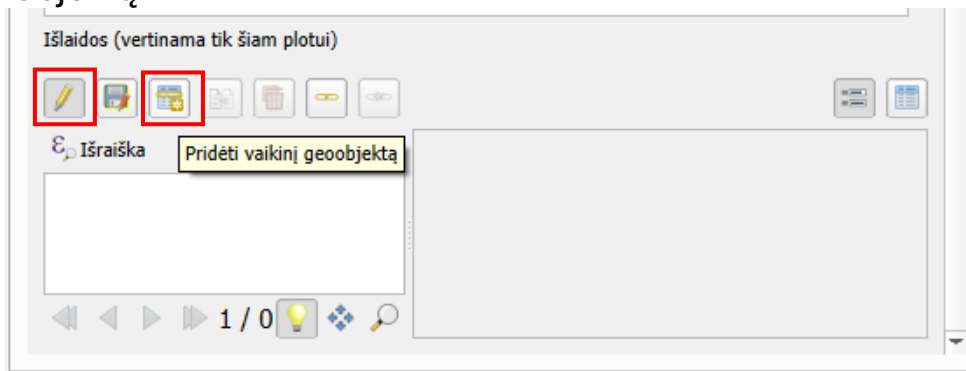 Išlaidos (vertinama tik šiam plotui)
Išraiška
Pridėti vaikinį geoobjektą
1 / 0